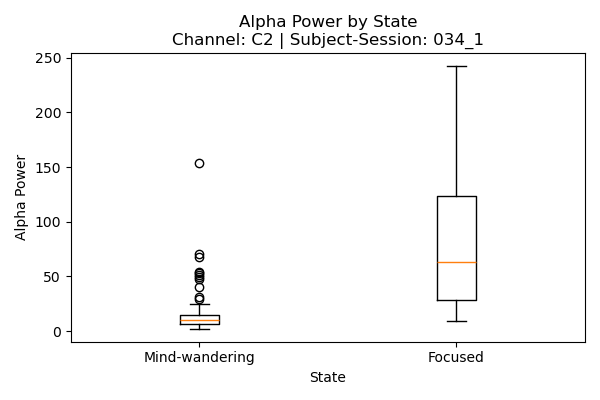 Alpha Power by State
Channel: C2 | Subject-Session: 034_1
250
200
150
100
50
0
Alpha Power
Mind-wandering
Focused
State